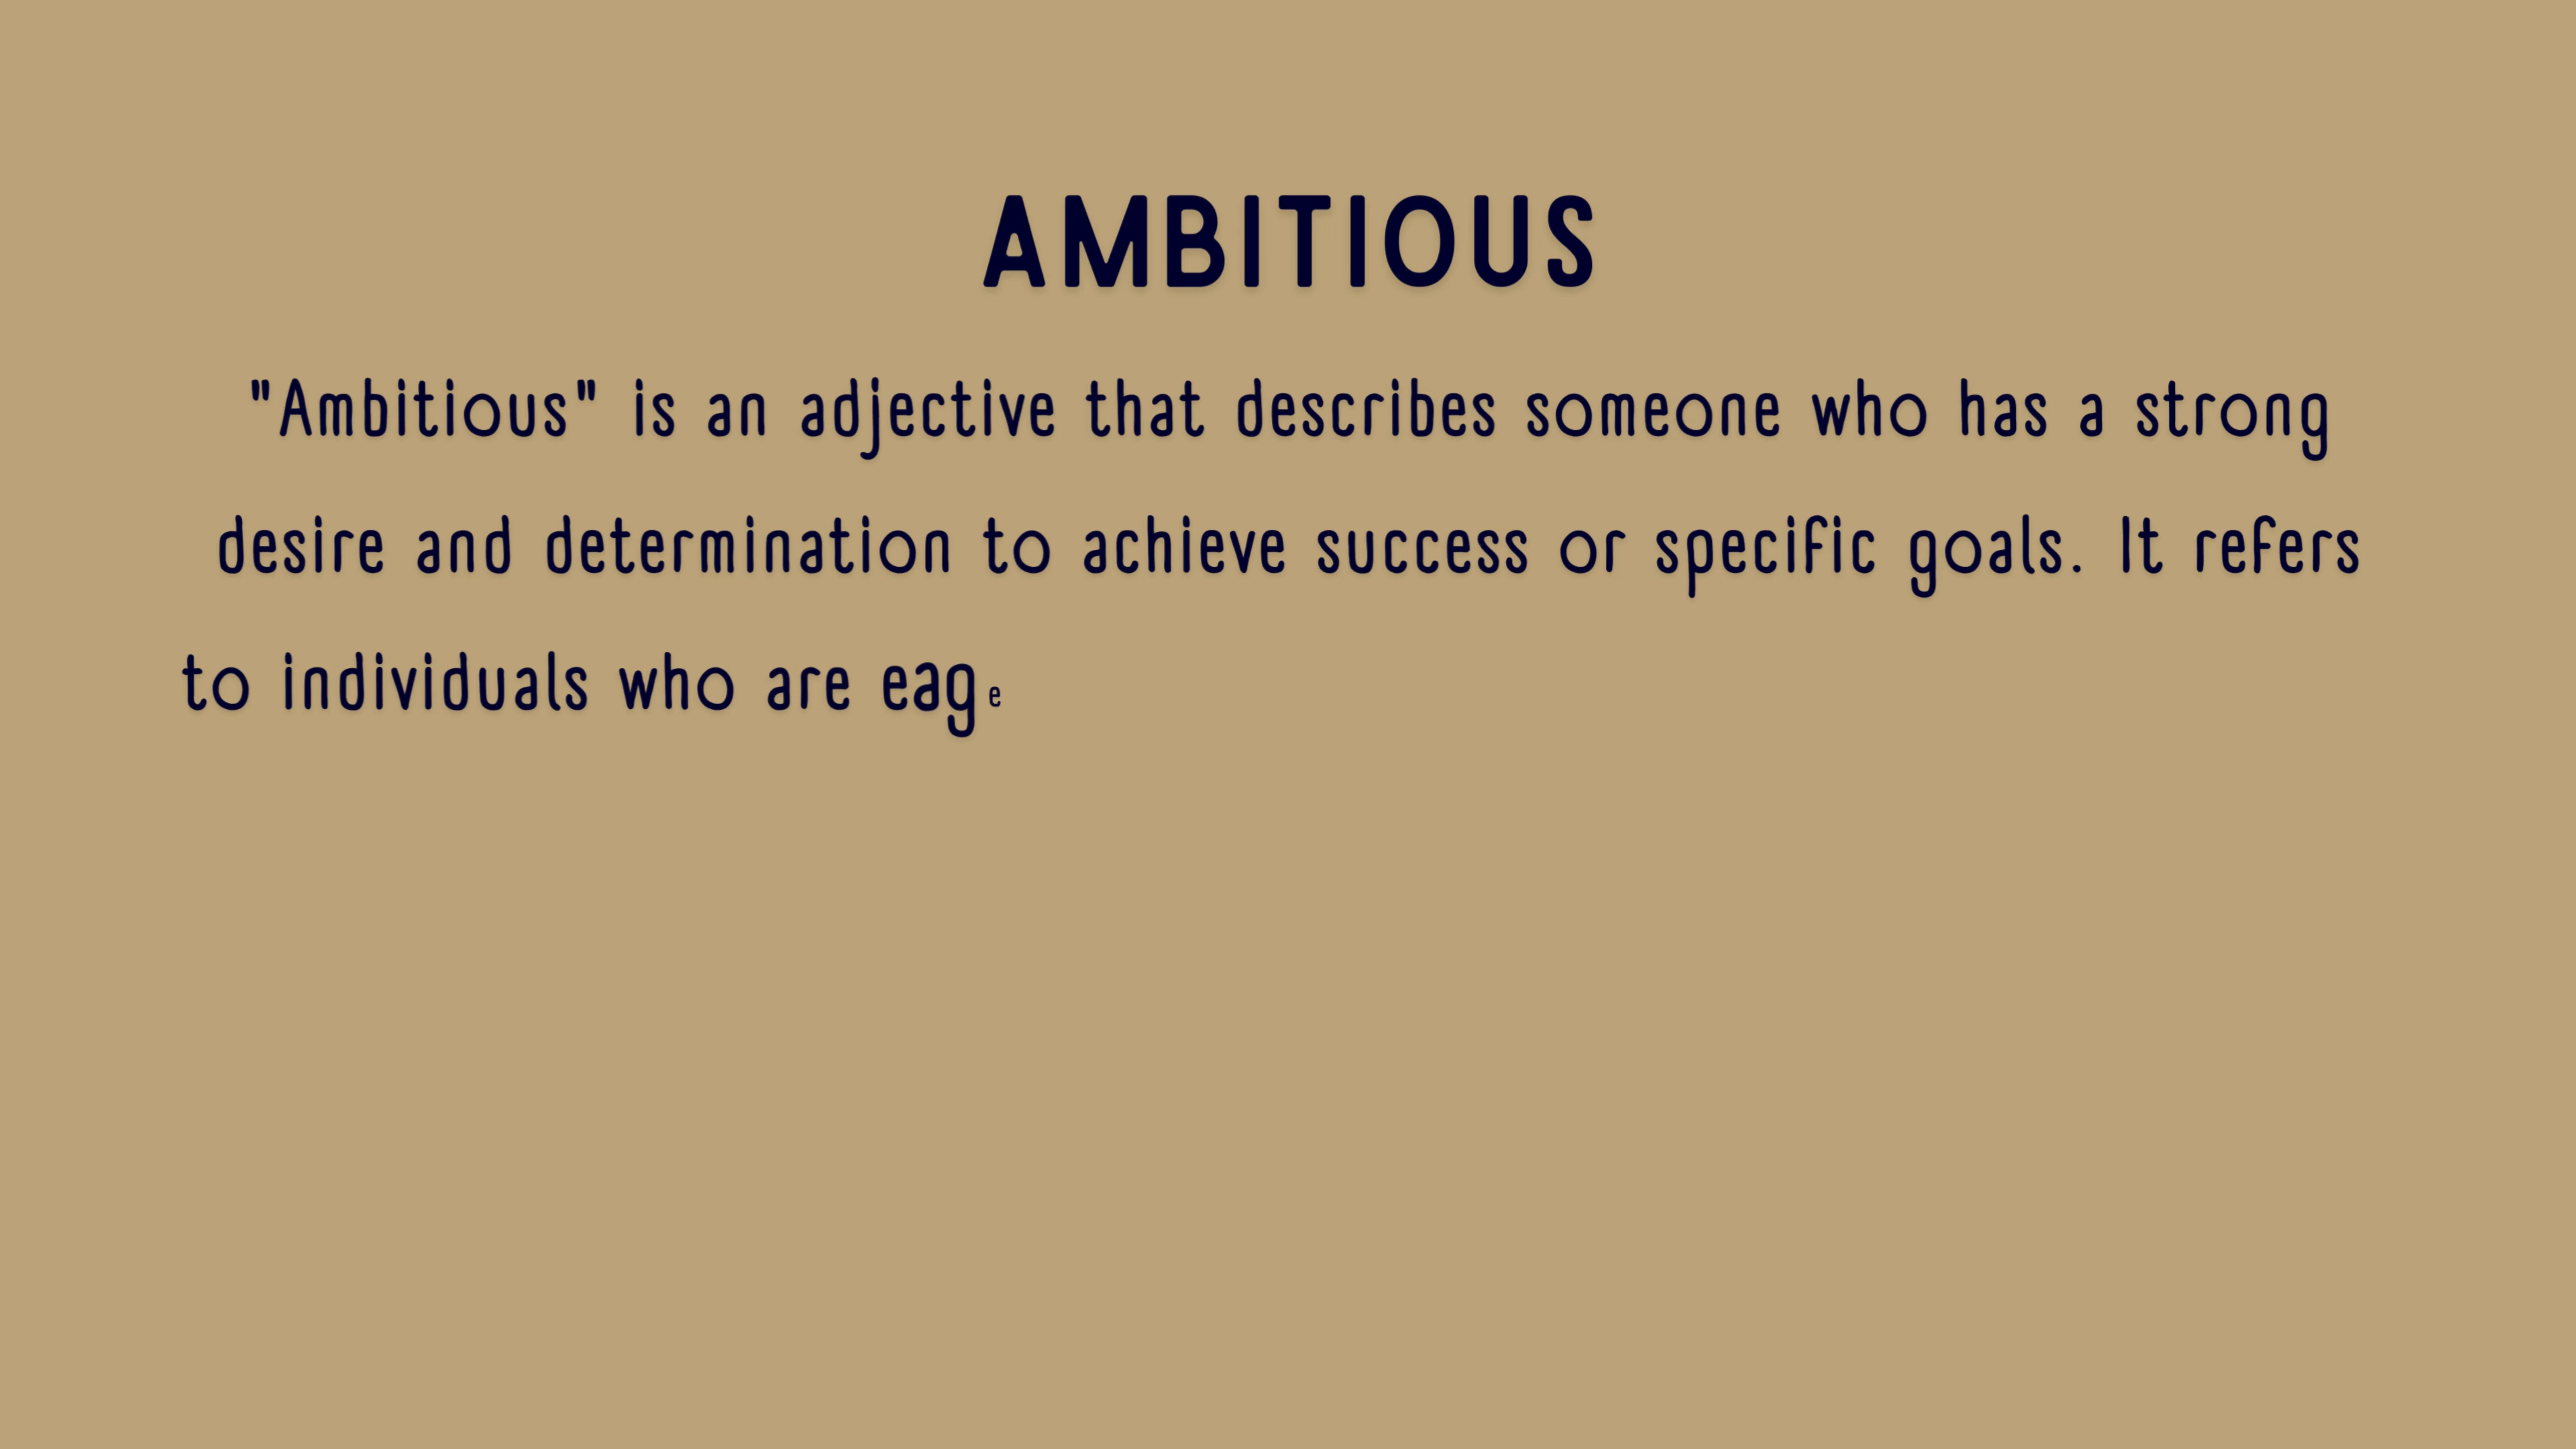 AMBITIOUS
"Ambitious" is an adjective that describes someone who has a strong
desire and determination to achieve success or specific goals. It refers
to individuals who are eage